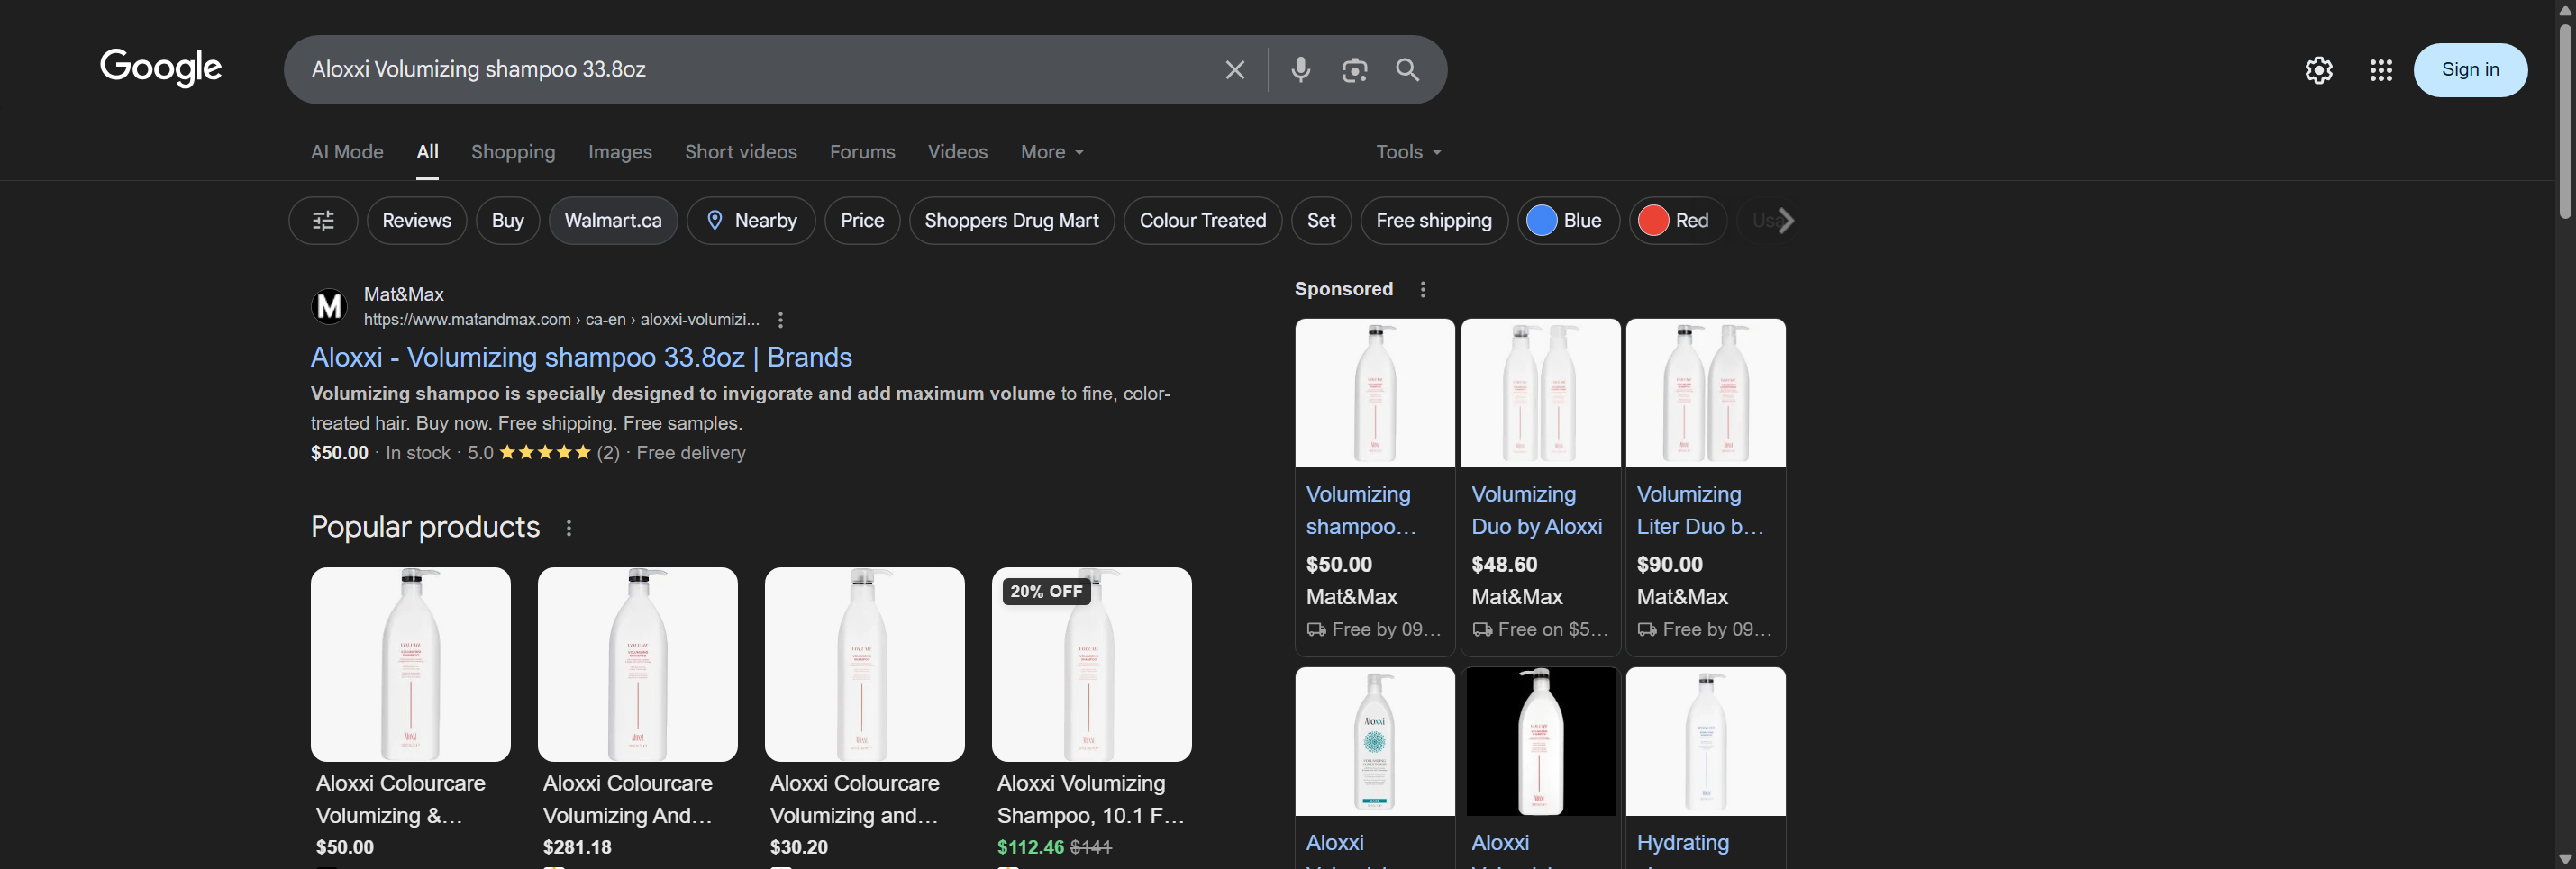 Google
Aloxxi Volumizing shampoo 33.8oz
Sign in
AI Mode
All
Shopping
Images
Short videos
Forums
Videos
More
Tools
Reviews
Buy
Walmart.ca
Nearby
Price
Shoppers Drug Mart
Colour Treated
Set
Free shipping
Blue
Red
Mat&Max
https://www.matandmax.com › ca-en › aloxxi-volumizi...
Aloxxi - Volumizing shampoo 33.8oz | Brands
Volumizing shampoo is specially designed to invigorate and add maximum volume to fine, color-
treated hair. Buy now. Free shipping. Free samples.
$50.00 · In stock · 5.0 ★★★★★ (2) · Free delivery
Popular products
Aloxxi Colourcare
Volumizing &...
$50.00
Aloxxi Colourcare
Volumizing And...
$281.18
Aloxxi Colourcare
Volumizing and...
$30.20
20% OFF
Aloxxi Volumizing
Shampoo, 10.1 F...
$112.46 $141
Sponsored
Volumizing
shampoo...
$50.00
Mat&Max
Free by 09...
Volumizing
Duo by Aloxxi
$48.60
Mat&Max
Free on $5...
Volumizing
Liter Duo b...
$90.00
Mat&Max
Free by 09...
Aloxxi
Aloxxi
Aloxxi
Hydrating